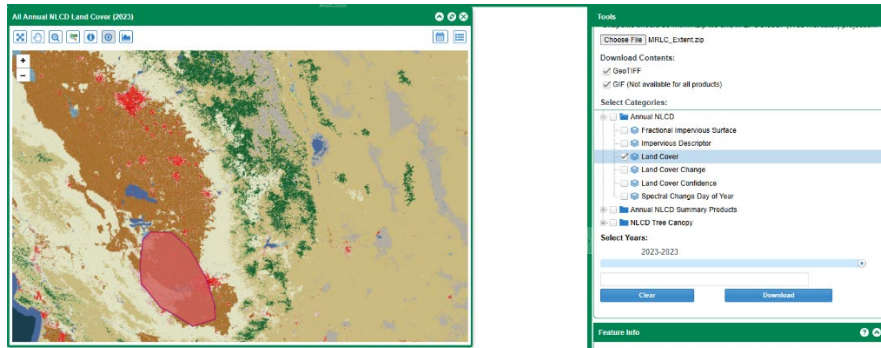 All Annual NLCD Land Cover (2023)
+
−
Tools
Choose File MRLC_Extent.zip
Download Contents:
GeoTIFF
GIF (Not available for all products)
Select Categories:
Annual NLCD
Fractional Impervious Surface
Impervious Descriptor
Land Cover
Land Cover Change
Land Cover Confidence
Spectral Change Day of Year
Annual NLCD Summary Products
NLCD Tree Canopy
Select Years:
2023-2023
Clear Download
Feature Info